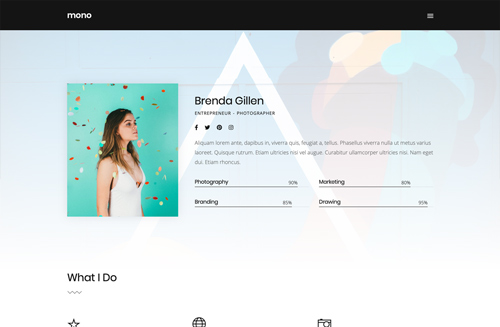 mono
Brenda Gillen
ENTREPRENEUR - PHOTOGRAPHER
Aliquam lorem ante, dapibus in, viverra quis, feugiat a, tellus. Phasellus viverra nulla ut metus varius
laoreet. Quisque rutrum. Etiam ultricies nisi vel augue. Curabitur ullamcorper ultricies nisi. Nam eget
dui. Etiam rhoncus.
Photography 90% Marketing 80%
Branding 85% Drawing 95%
What I Do